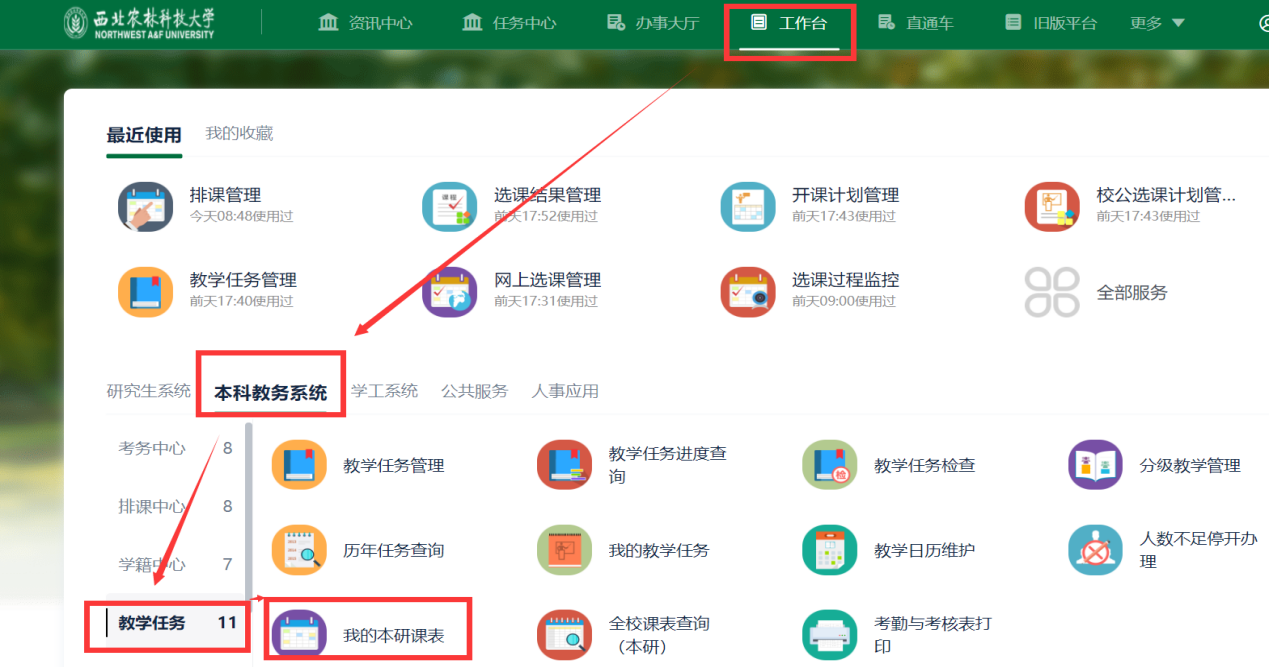 西北农林科技大学
NORTHWEST A&F UNIVERSITY
资讯中心
任务中心
办事大厅
工作台
直通车
旧版平台
更多
最近使用
我的收藏
排课管理
今天08:48使用过
选课结果管理
前天17:52使用过
开课计划管理
前天17:43使用过
校公选课计划管...
前天17:43使用过
教学任务管理
前天17:40使用过
网上选课管理
前天17:31使用过
选课过程监控
前天09:00使用过
全部服务
研究生系统
本科教务系统
学工系统
公共服务
人事应用
考务中心 8
排课中心 8
学籍中心 7
教学任务 11
教学任务管理
教学任务进度查
询
教学任务检查
分级教学管理
历年任务查询
我的教学任务
教学日历维护
人数不足停开办
理
我的本研课表
全校课表查询
（本研）
考勤与考核表打
印